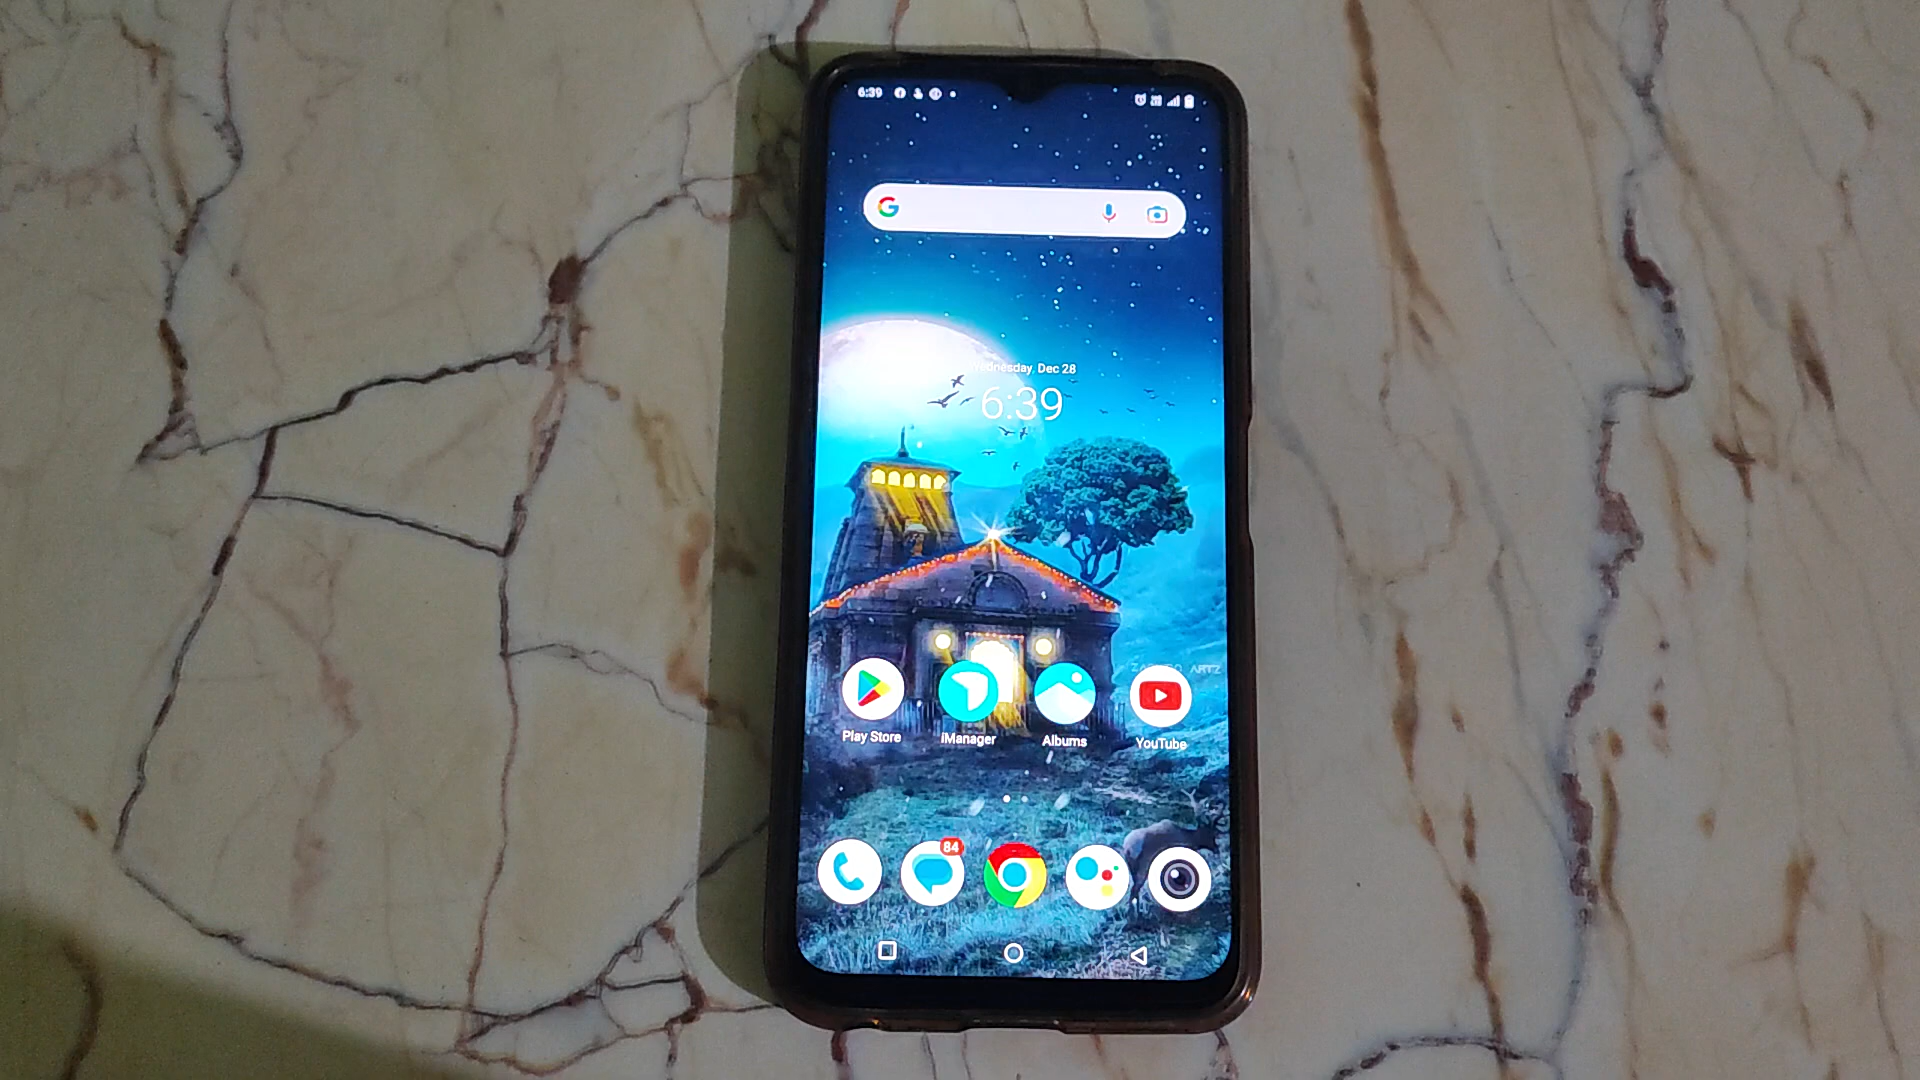 6:39
Wednesday, Dec 28
6:39
Play Store
iManager
Albums
YouTube
84